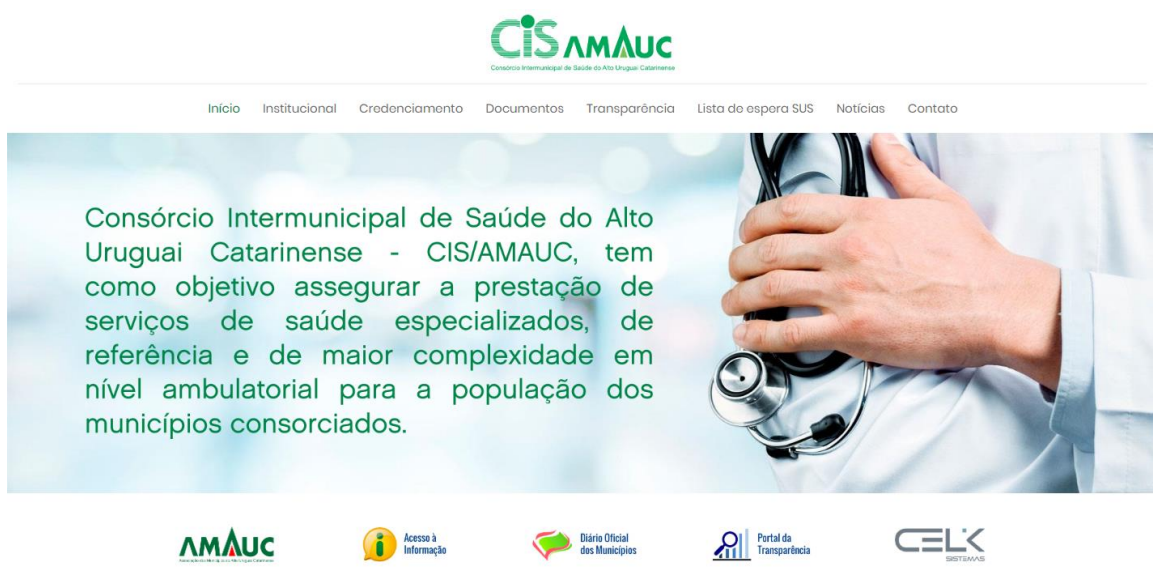 CIS AMAUC
Consórcio Intermunicipal de Saúde do Alto Uruguai Catarinense
Início Institucional Credenciamento Documentos Transparência Lista de espera SUS Notícias Contato
Consórcio Intermunicipal de Saúde do Alto
Uruguai Catarinense - CIS/AMAUC, tem
como objetivo assegurar a prestação de
serviços de saúde especializados, de
referência e de maior complexidade em
nível ambulatorial para a população dos
municípios consorciados.
AMAUC
Acesso à
Informação
Diário Oficial
dos Municípios
Portal da
Transparência
CELK
SISTEMAS